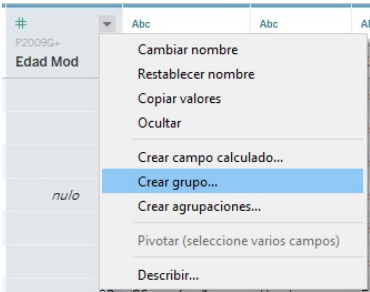 # Abc Abc
P2009G+
Edad Mod
Cambiar nombre
Restablecer nombre
Copiar valores
Ocultar
Crear campo calculado...
Crear grupo...
nulo
Crear agrupaciones...
Pivotar (seleccione varios campos)
Describir...